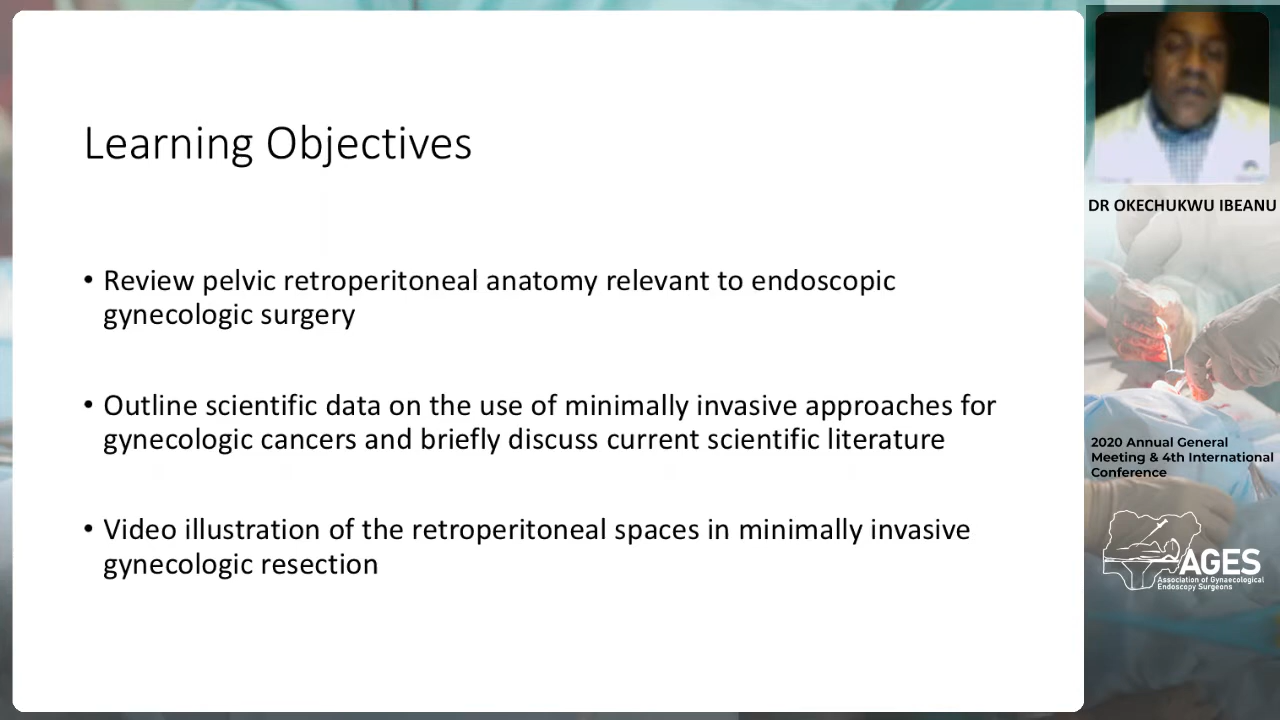 Learning Objectives
• Review pelvic retroperitoneal anatomy relevant to endoscopic
gynecologic surgery
• Outline scientific data on the use of minimally invasive approaches for
gynecologic cancers and briefly discuss current scientific literature
• Video illustration of the retroperitoneal spaces in minimally invasive
gynecologic resection
DR OKECHUKWU IBEANU
2020 Annual General
Meeting & 4th International
Conference
AGES
Association of Gynaecological
Endoscopy Surgeons